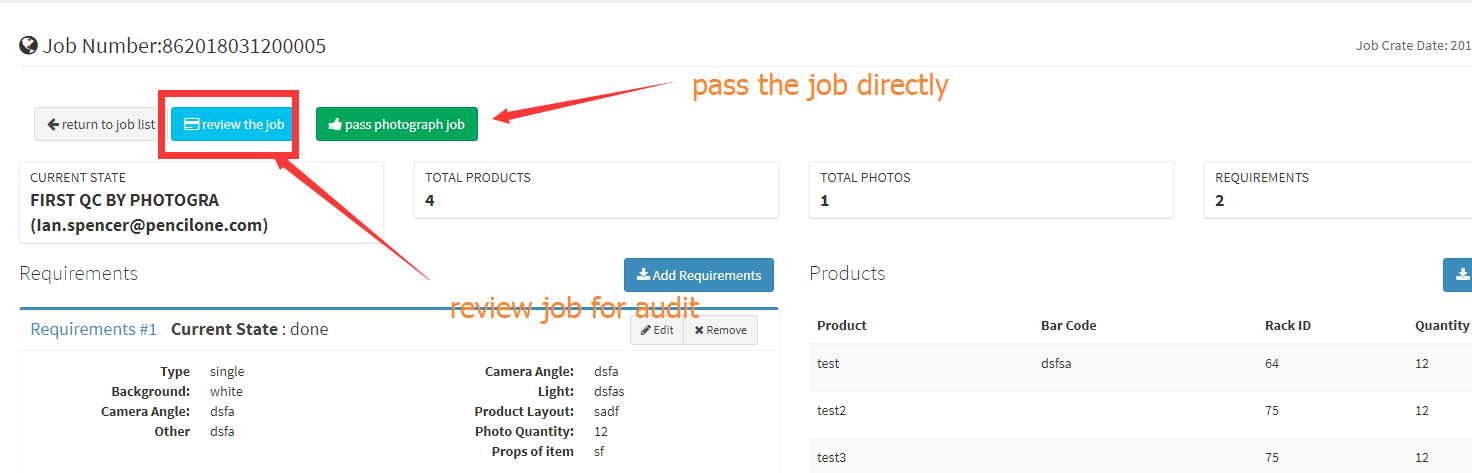 Job Number:862018031200005
Job Crate Date: 201
pass the job directly
return to job list
review the job
pass photograph job
CURRENT STATE
FIRST QC BY PHOTOGRA
(Ian.spencer@pencilone.com)
TOTAL PRODUCTS
4
TOTAL PHOTOS
1
REQUIREMENTS
2
Requirements
Add Requirements
review job for audit
Requirements #1 Current State : done
Edit
Remove
Type single
Background: white
Camera Angle: dsfa
Other dsfa
Camera Angle: dsfa
Light: dsfas
Product Layout: sadf
Photo Quantity: 12
Props of item sf
Products
Product Bar Code Rack ID Quantity
test dsfsa 64 12
test2 75 12
test3 75 12